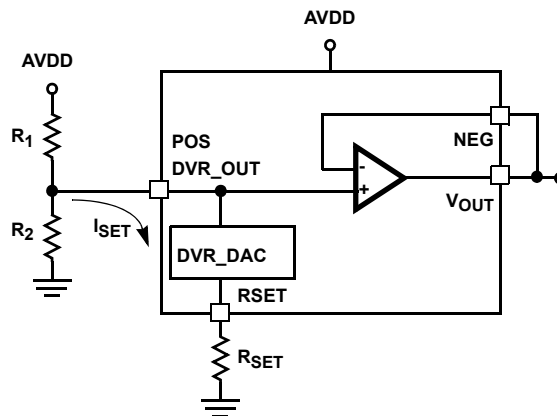 AVDD
AVDD
R1
POS
DVR_OUT
NEG
-
+
VOUT
R2
ISET
DVR_DAC
RSET
RSET